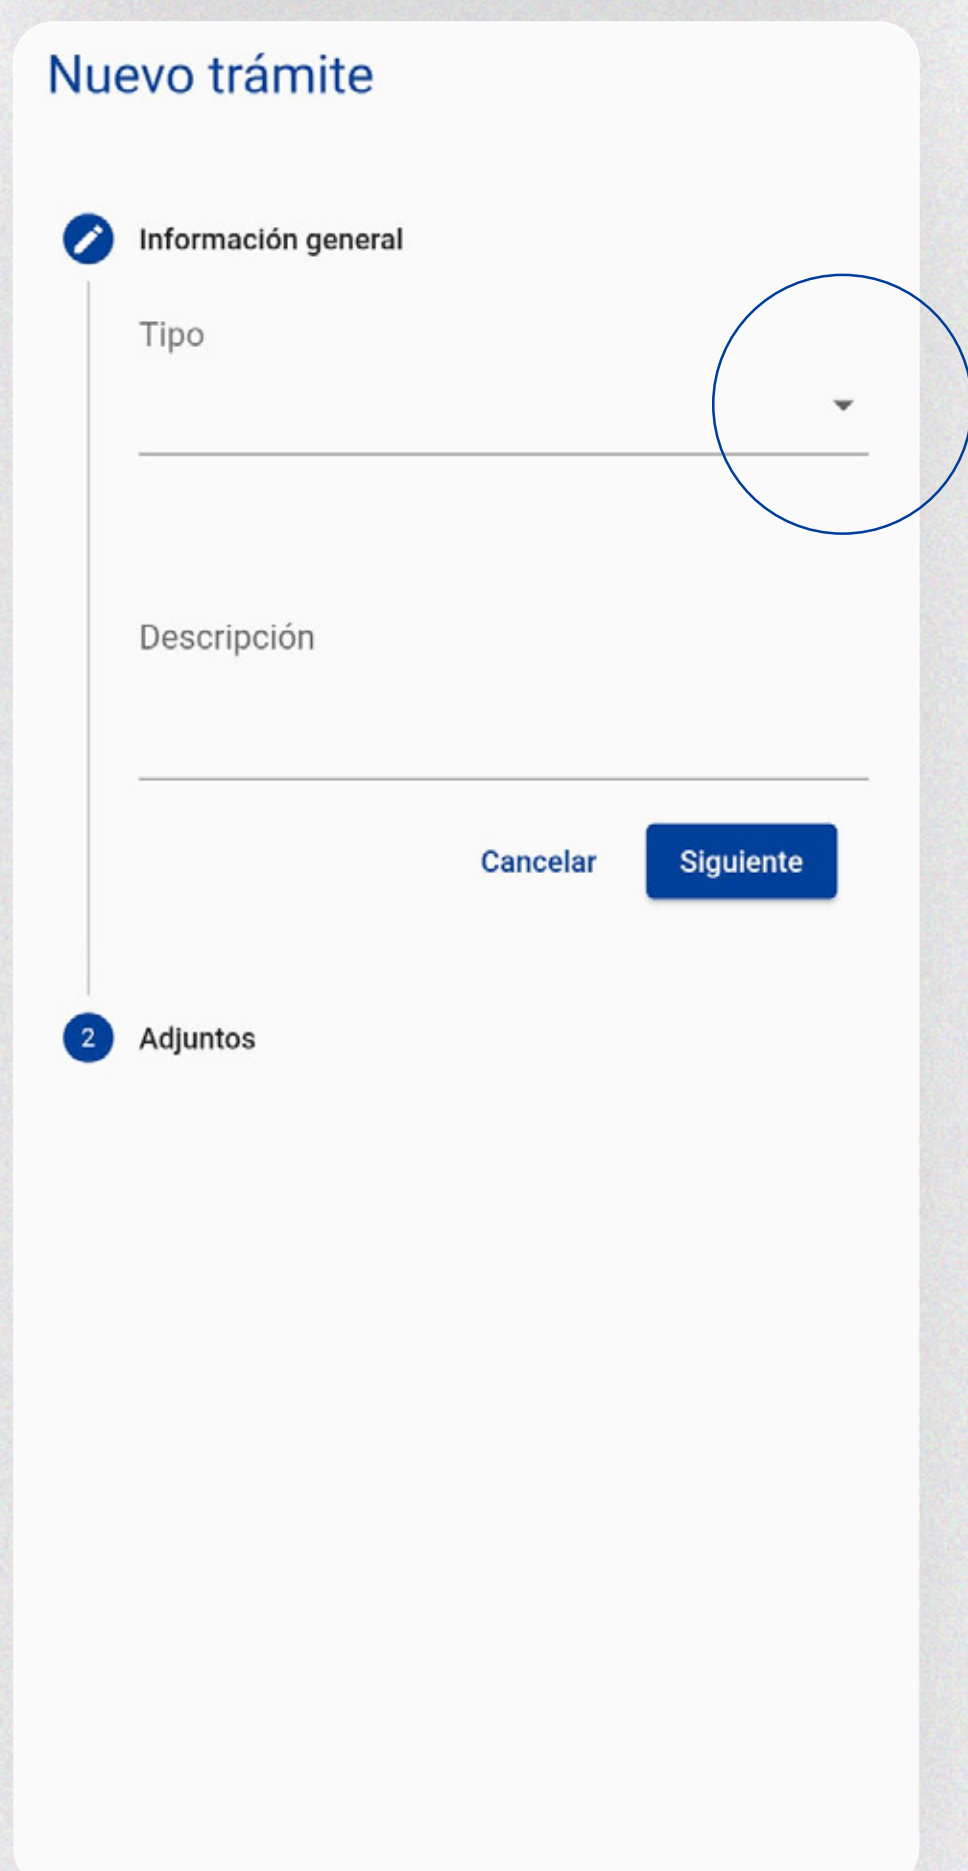 Nuevo trámite
Información general
Tipo
Descripción
Cancelar
Siguiente
2
Adjuntos